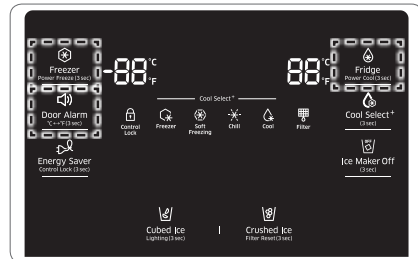 Freezer
Power Freeze (3 sec)
-88 °C
°F
88 °C
°F
Fridge
Power Cool (3 sec)
Door Alarm
°C↔°F (3 sec)
Cool Select+
Control
Lock
Freezer
Soft
Freezing
Chill
Cool
Filter
Cool Select+
(3 sec)
Energy Saver
Control Lock (3 sec)
Ice Maker Off
(3 sec)
Cubed Ice
Lighting (3 sec)
Crushed Ice
Filter Reset (3 sec)